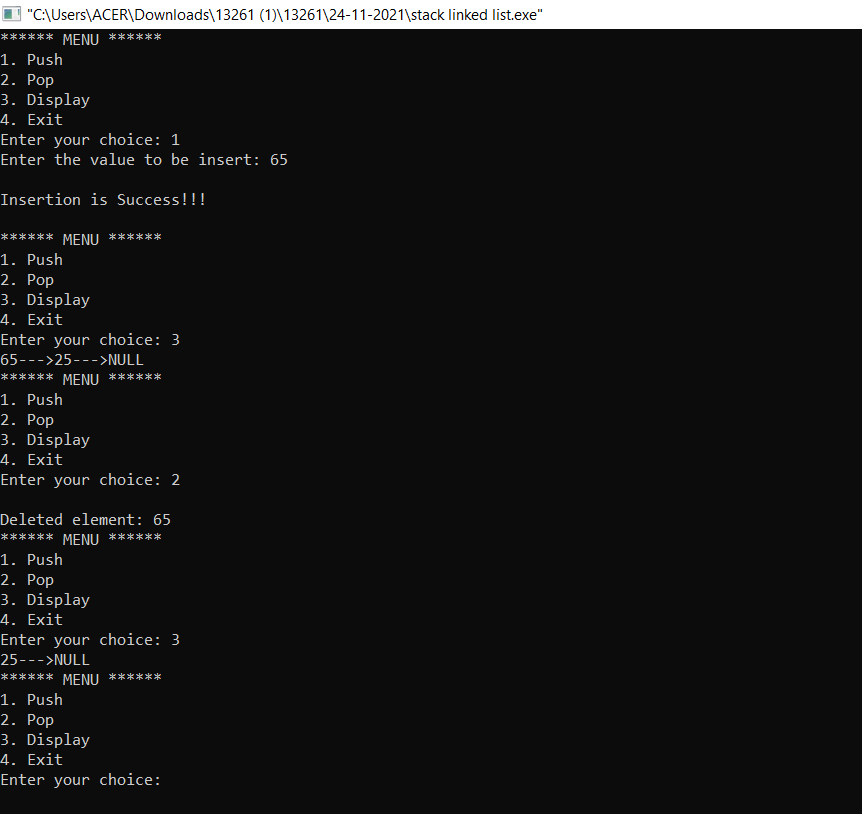 "C:\Users\ACER\Downloads\13261 (1)\13261\24-11-2021\stack linked list.exe"
****** MENU ******
1. Push
2. Pop
3. Display
4. Exit
Enter your choice: 1
Enter the value to be insert: 65
Insertion is Success!!!
****** MENU ******
1. Push
2. Pop
3. Display
4. Exit
Enter your choice: 3
65--->25--->NULL
****** MENU ******
1. Push
2. Pop
3. Display
4. Exit
Enter your choice: 2
Deleted element: 65
****** MENU ******
1. Push
2. Pop
3. Display
4. Exit
Enter your choice: 3
25--->NULL
****** MENU ******
1. Push
2. Pop
3. Display
4. Exit
Enter your choice: